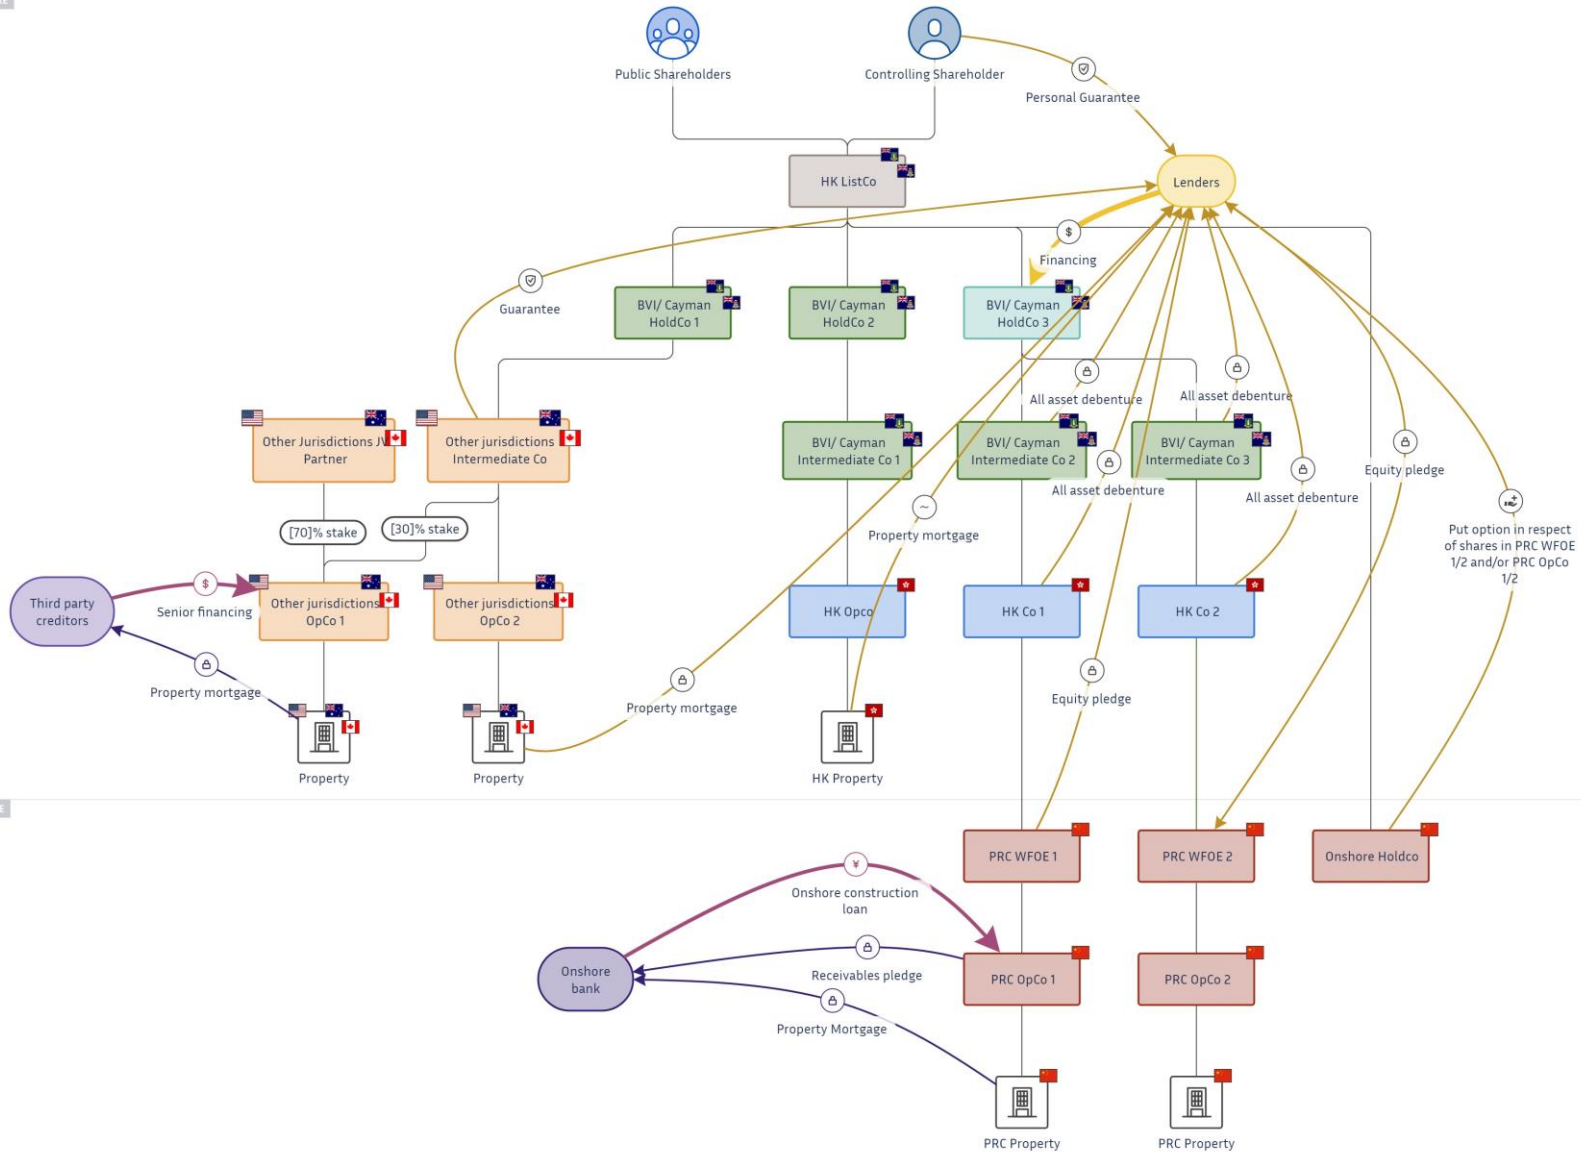 Public Shareholders
Controlling Shareholder
Personal Guarantee
HK ListCo
Lenders
$
Financing
Guarantee
BVI/ Cayman
HoldCo 1
BVI/ Cayman
HoldCo 2
BVI/ Cayman
HoldCo 3
All asset debenture
All asset debenture
Other Jurisdictions JV
Partner
Other jurisdictions
Intermediate Co
BVI/ Cayman
Intermediate Co 1
BVI/ Cayman
Intermediate Co 2
BVI/ Cayman
Intermediate Co 3
Equity pledge
All asset debenture
All asset debenture
[70]% stake
[30]% stake
~
Property mortgage
Put option in respect
of shares in PRC WFOE
1/2 and/or PRC OpCo
1/2
Third party
creditors
$
Senior financing
Other jurisdictions
OpCo 1
Other jurisdictions
OpCo 2
HK Opco
HK Co 1
HK Co 2
Property mortgage
Property mortgage
Equity pledge
Property
Property
HK Property
E
PRC WFOE 1
PRC WFOE 2
Onshore Holdco
¥
Onshore construction
loan
Onshore
bank
Receivables pledge
PRC OpCo 1
PRC OpCo 2
Property Mortgage
PRC Property
PRC Property